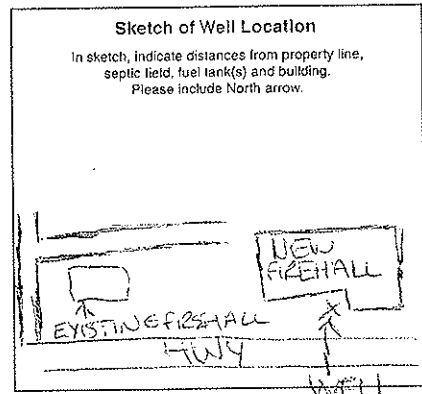 Sketch of Well Location
In sketch, indicate distances from property line,
septic field, fuel tank(s) and building.
Please include North arrow.
NEW
FIREHALL
EXISTING FIREHALL
HWY
WELL